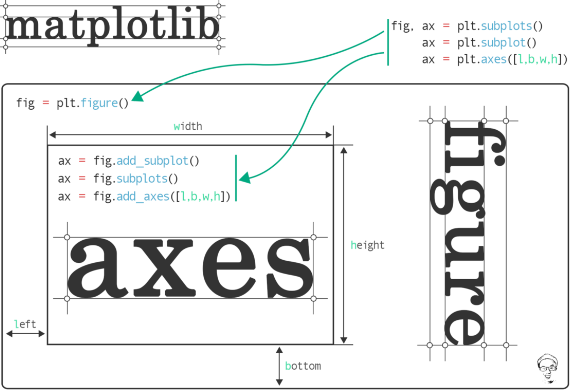 matplotlib
fig, ax = plt.subplots()
ax = plt.subplot()
ax = plt.axes([l,b,w,h])
fig = plt.figure()
width
ax = fig.add_subplot()
ax = fig.subplots()
ax = fig.add_axes([l,b,w,h])
axes
height
figure
left
bottom